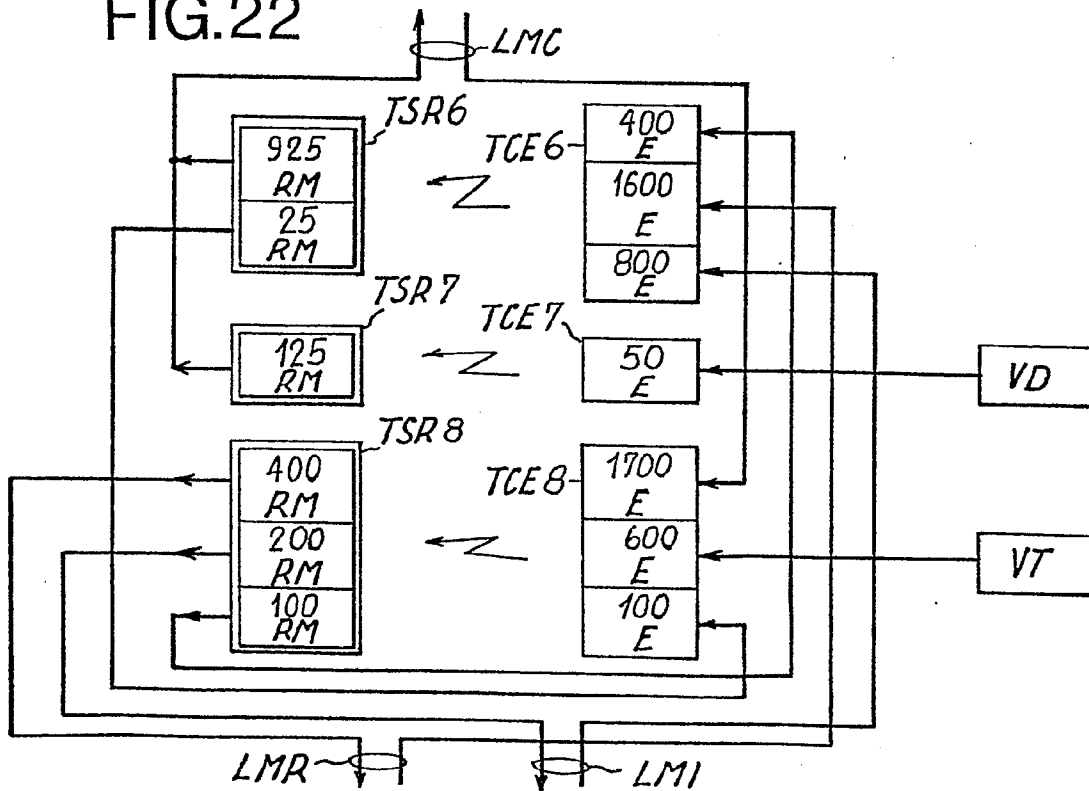 FIG.22
LMC
TSR6
925
RM
25
RM
TCE6
400
E
1600
E
800
E
TSR7
125
RM
TCE7
50
E
VD
TSR8
400
RM
200
RM
100
RM
TCE8
1700
E
600
E
100
E
VT
LMR
LMI